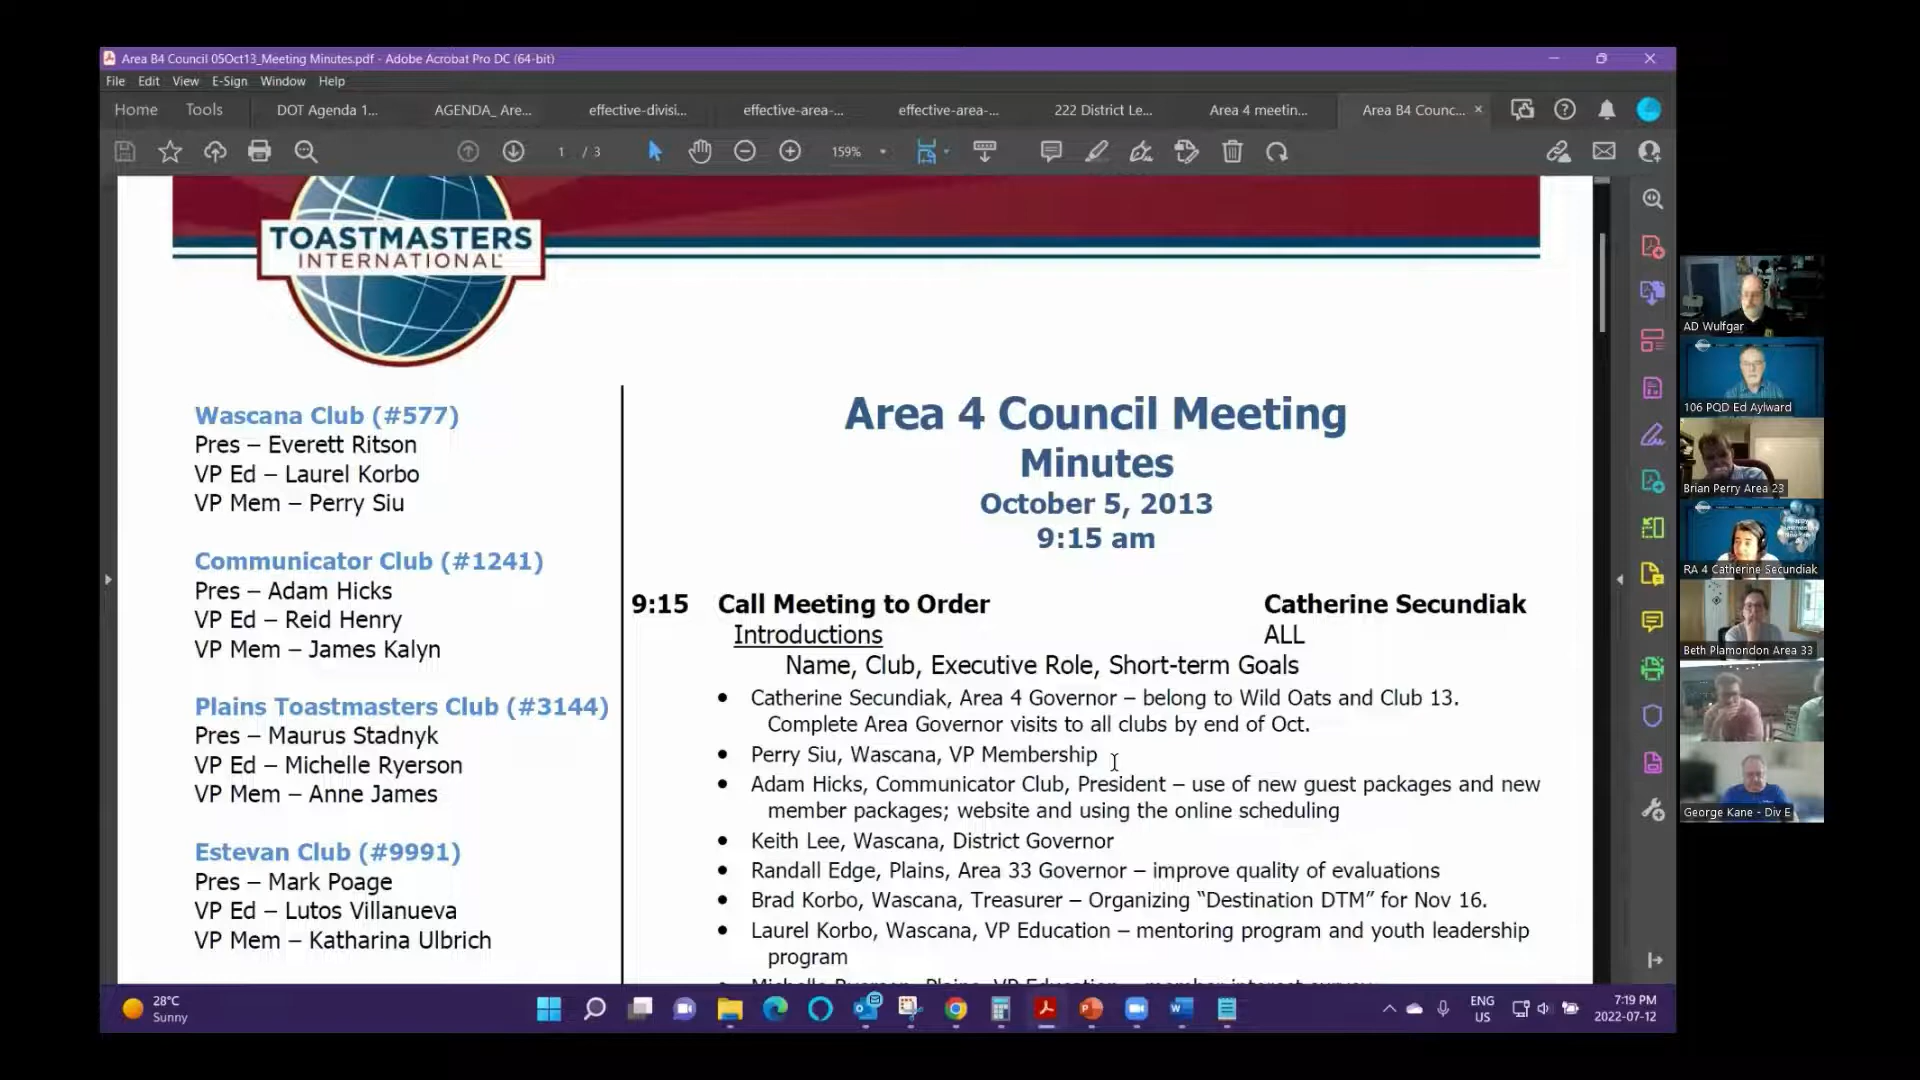 Area B4 Council 05Oct13_Meeting Minutes.pdf - Adobe Acrobat Pro DC (64-bit)
File Edit View E-Sign Window Help
Home Tools DOT Agenda 1... AGENDA_ Are... effective-divisi... effective-area-... effective-area-... 222 District Le... Area 4 meetin... Area B4 Counc... ×
1 / 3 159%
TOASTMASTERS
INTERNATIONAL
Wascana Club (#577)
Pres – Everett Ritson
VP Ed – Laurel Korbo
VP Mem – Perry Siu
Communicator Club (#1241)
Pres – Adam Hicks
VP Ed – Reid Henry
VP Mem – James Kalyn
Plains Toastmasters Club (#3144)
Pres – Maurus Stadnyk
VP Ed – Michelle Ryerson
VP Mem – Anne James
Estevan Club (#9991)
Pres – Mark Poage
VP Ed – Lutos Villanueva
VP Mem – Katharina Ulbrich
Area 4 Council Meeting
Minutes
October 5, 2013
9:15 am
9:15 Call Meeting to Order Catherine Secundiak
Introductions ALL
Name, Club, Executive Role, Short-term Goals
• Catherine Secundiak, Area 4 Governor – belong to Wild Oats and Club 13.
Complete Area Governor visits to all clubs by end of Oct.
• Perry Siu, Wascana, VP Membership
• Adam Hicks, Communicator Club, President – use of new guest packages and new
member packages; website and using the online scheduling
• Keith Lee, Wascana, District Governor
• Randall Edge, Plains, Area 33 Governor – improve quality of evaluations
• Brad Korbo, Wascana, Treasurer – Organizing “Destination DTM” for Nov 16.
• Laurel Korbo, Wascana, VP Education – mentoring program and youth leadership
program
AD Wulfgar
106 PQD Ed Aylward
Brian Perry Area 23
RA 4 Catherine Secundiak
Beth Plamondon Area 33
George Kane - Div E
28°C
Sunny
ENG
US
7:19 PM
2022-07-12